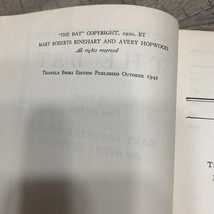 "THE BAT" COPYRIGHT, 1920, BY
MARY ROBERTS RINEHART AND AVERY HOPWOOD
All rights reserved
TRIANGLE BOOKS EDITION PUBLISHED OCTOBER 1942
T